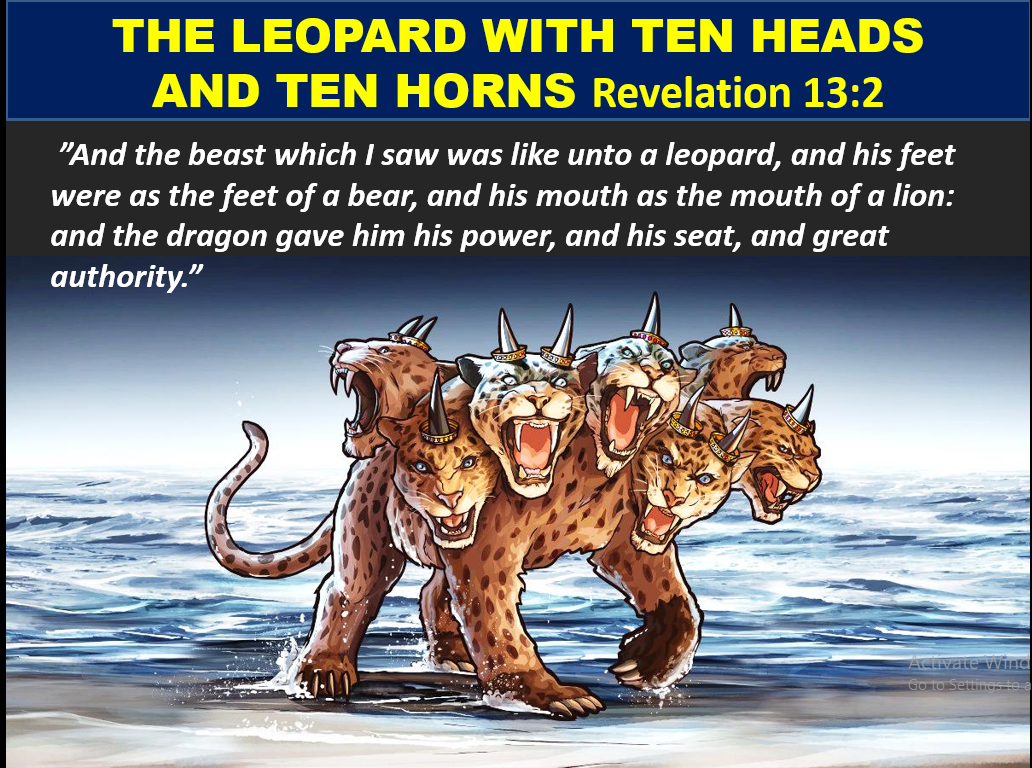 THE LEOPARD WITH TEN HEADS
AND TEN HORNS Revelation 13:2
”And the beast which I saw was like unto a leopard, and his feet
were as the feet of a bear, and his mouth as the mouth of a lion:
and the dragon gave him his power, and his seat, and great
authority.”
Activate Wind
Go to Settings to